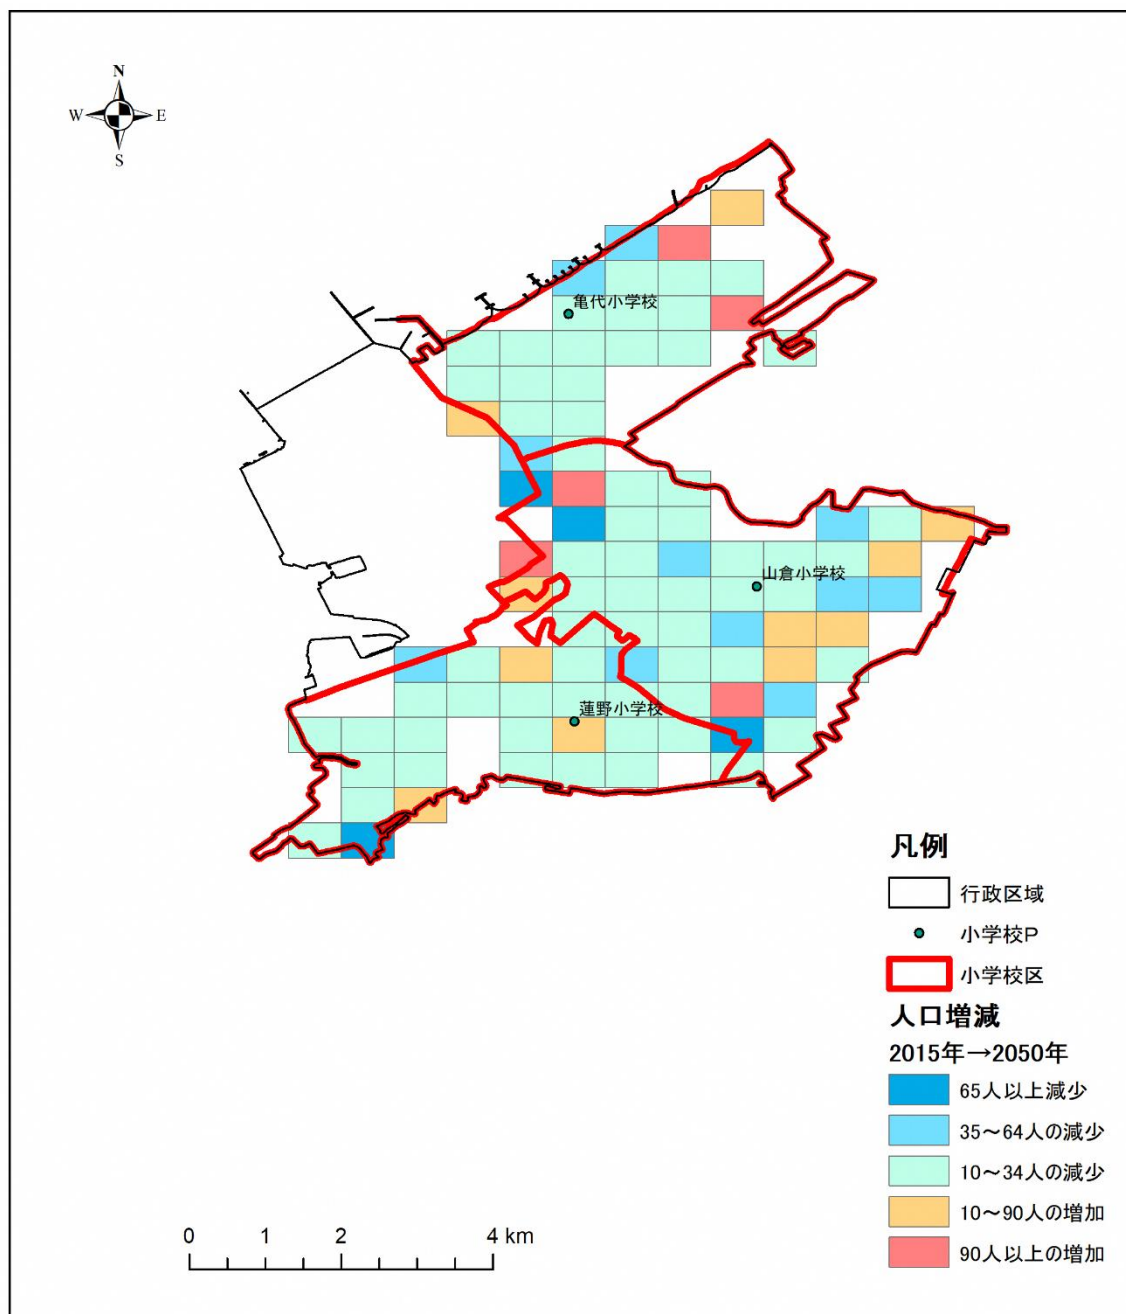 N
W E
S
亀代小学校
山倉小学校
蓮野小学校
凡例
行政区域
小学校P
小学校区
人口増減
2015年→2050年
65人以上減少
35～64人の減少
10～34人の減少
10～90人の増加
90人以上の増加
0 1 2 4 km